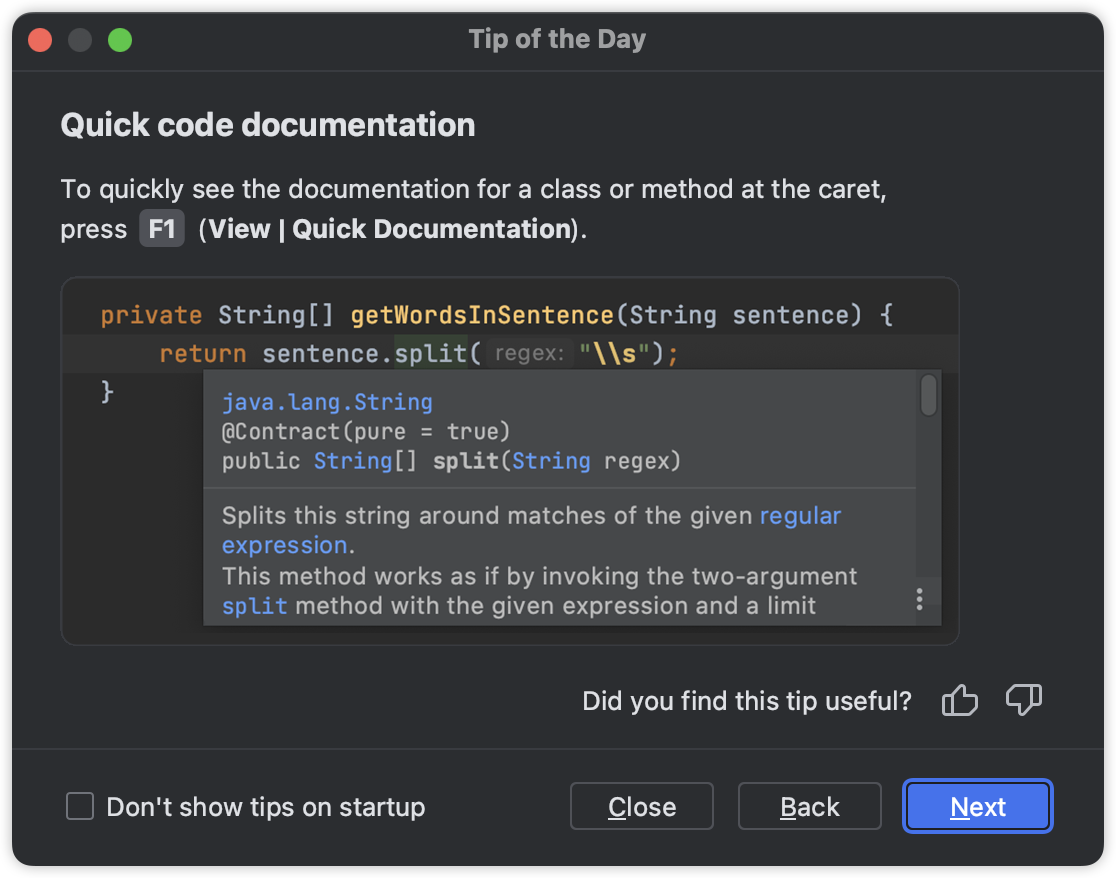 Tip of the Day
Quick code documentation
To quickly see the documentation for a class or method at the caret,
press F1 (View | Quick Documentation).
private String[] getWordsInSentence(String sentence) {
return sentence.split( regex: "\\s");
}
java.lang.String
@Contract(pure = true)
public String[] split(String regex)
Splits this string around matches of the given regular
expression.
This method works as if by invoking the two-argument
split method with the given expression and a limit
Did you find this tip useful?
Don't show tips on startup
Close
Back
Next